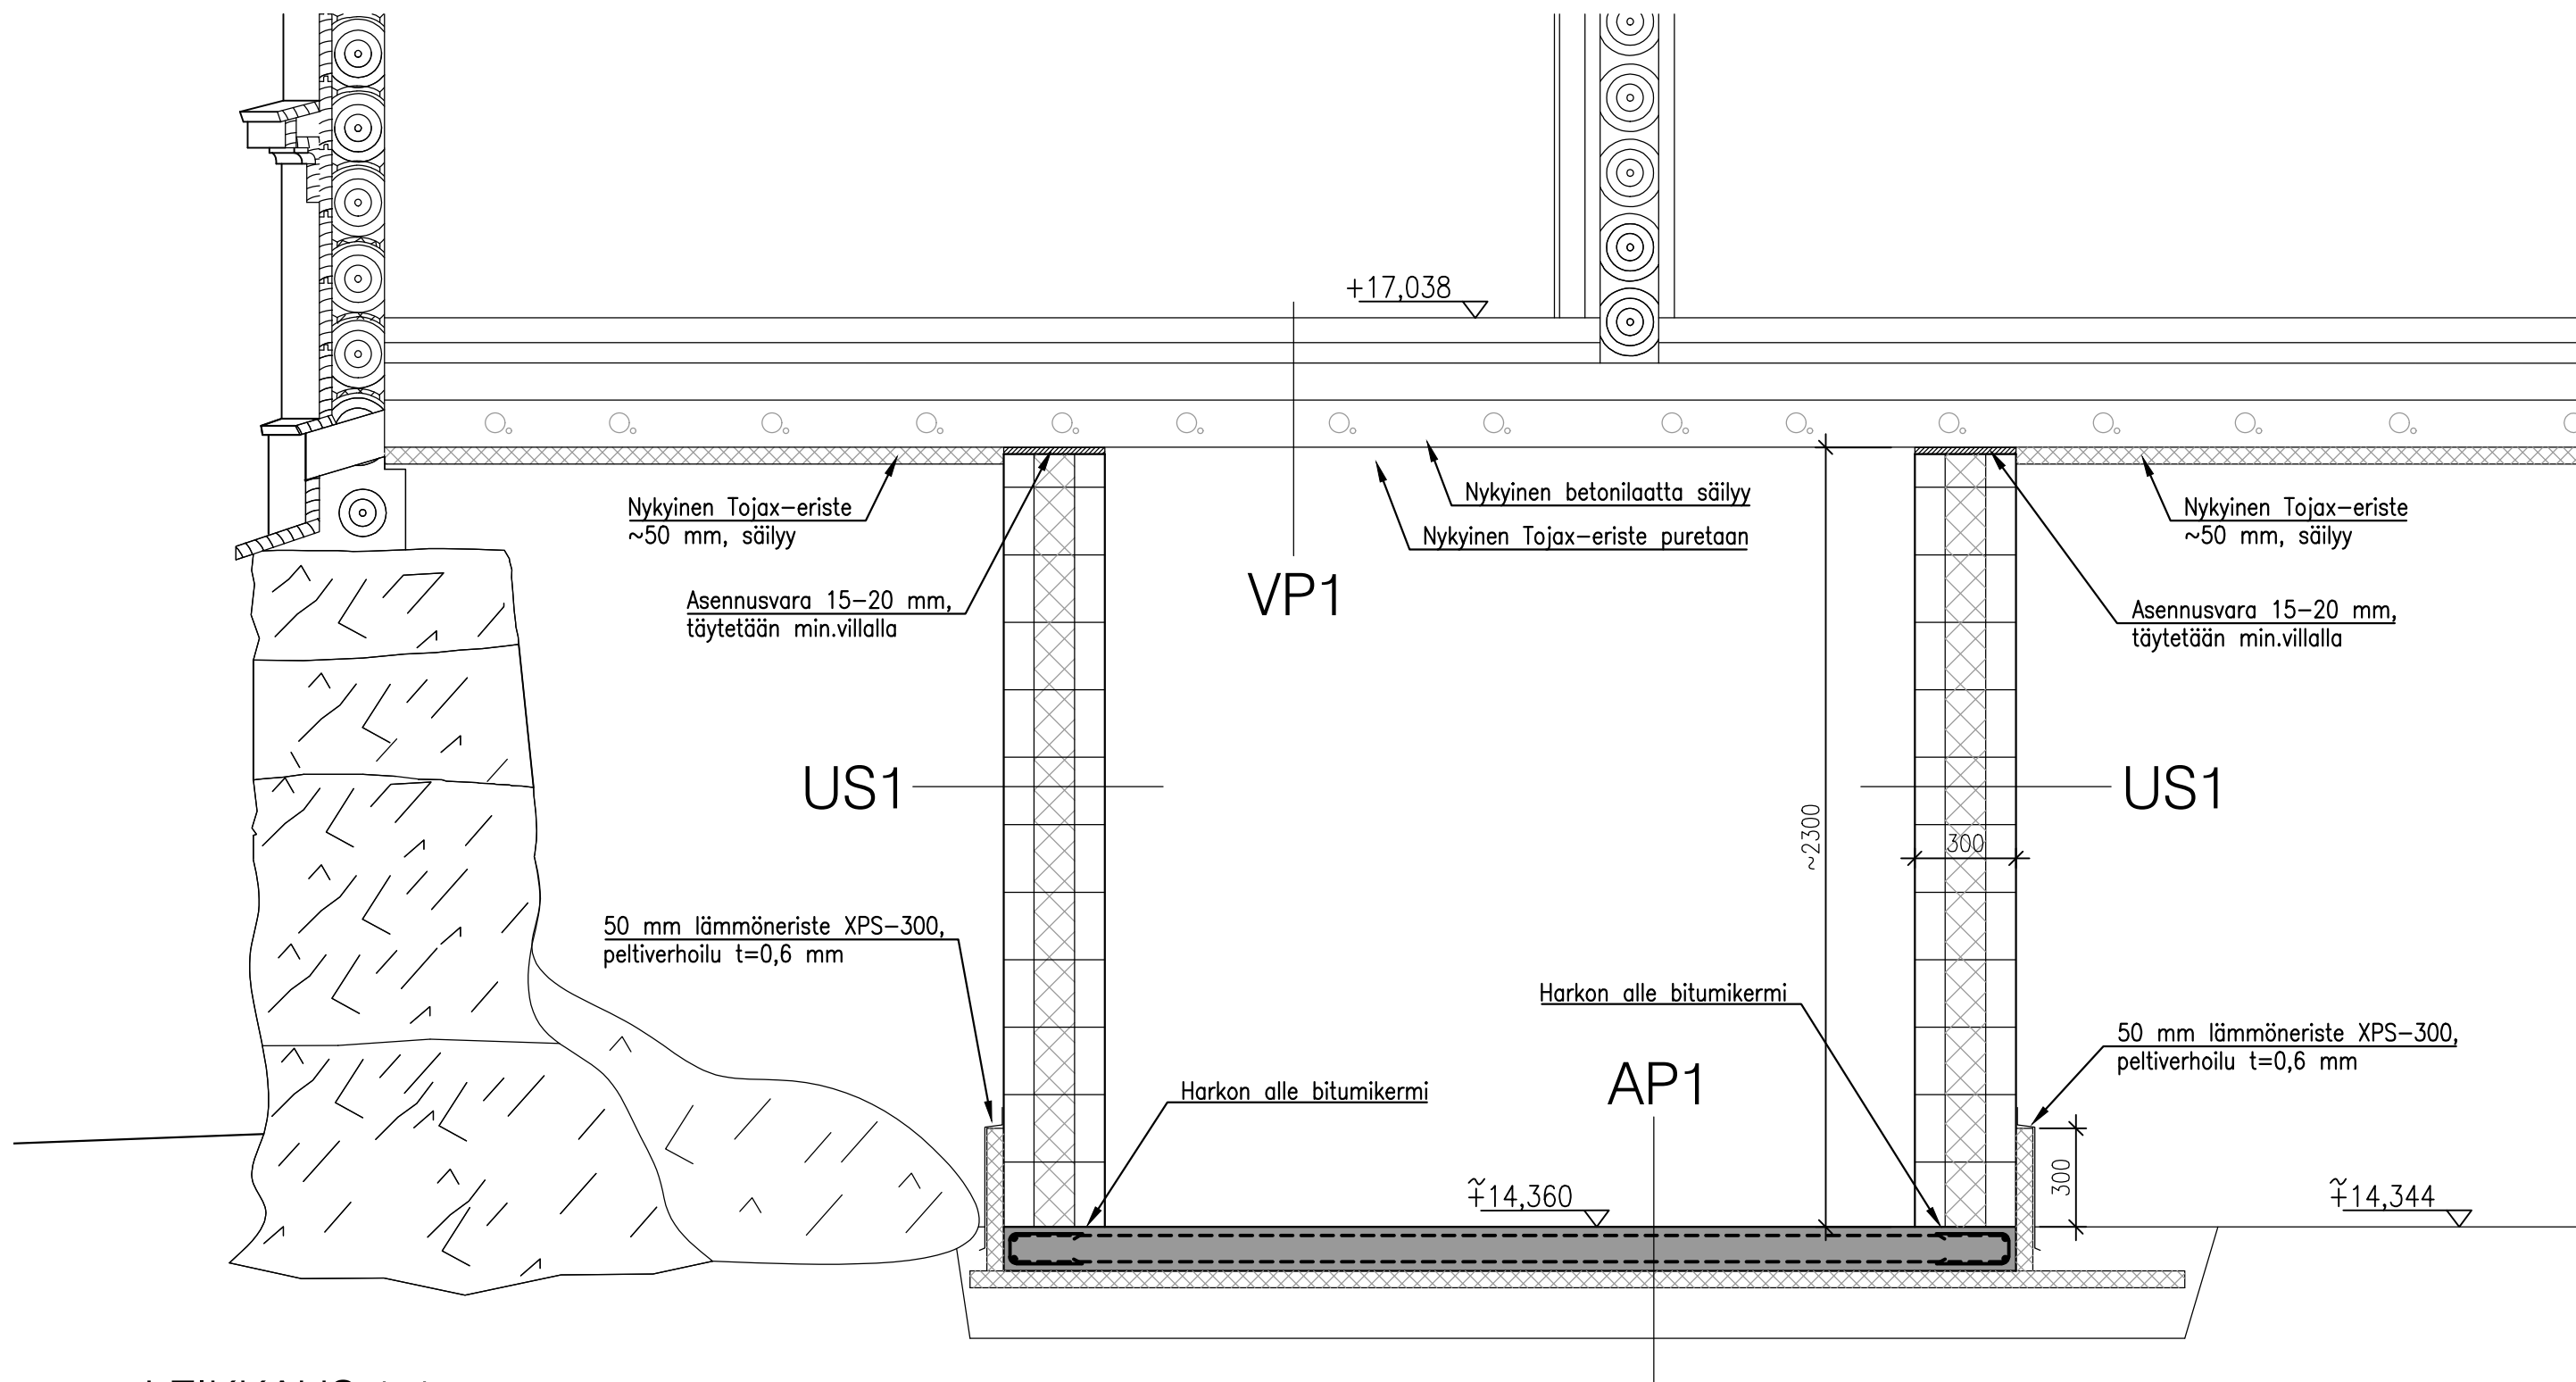 +17,038
Nykyinen Tojax-eriste
~50 mm, säilyy
Nykyinen betonilaatta säilyy
Nykyinen Tojax-eriste puretaan
Nykyinen Tojax-eriste
~50 mm, säilyy
Asennusvara 15-20 mm,
täytetään min.villalla
VP1
Asennusvara 15-20 mm,
täytetään min.villalla
US1
US1
~2300
300
50 mm lämmöneriste XPS-300,
peltiverhoilu t=0,6 mm
Harkon alle bitumikermi
50 mm lämmöneriste XPS-300,
peltiverhoilu t=0,6 mm
AP1
Harkon alle bitumikermi
300
~+14,360
~+14,344